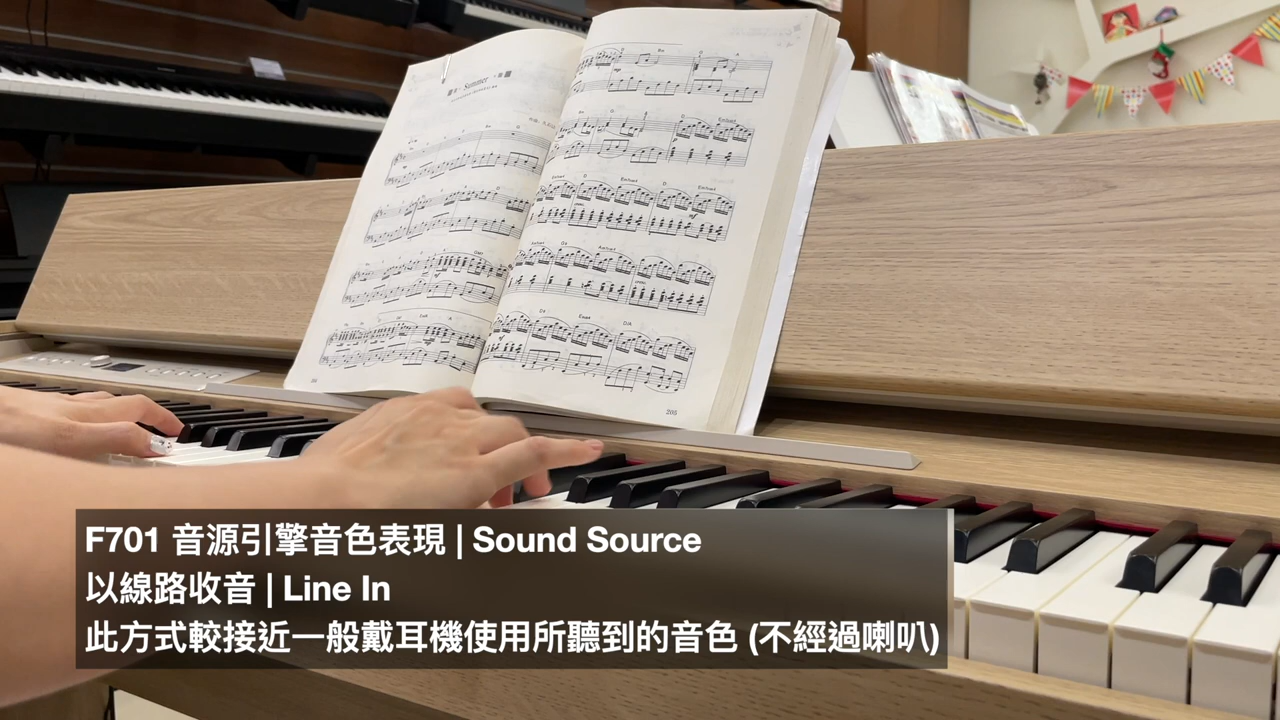 Summer
205
F701 音源引擎音色表現 | Sound Source
以線路收音 | Line In
此方式較接近一般戴耳機使用所聽到的音色 (不經過喇叭)